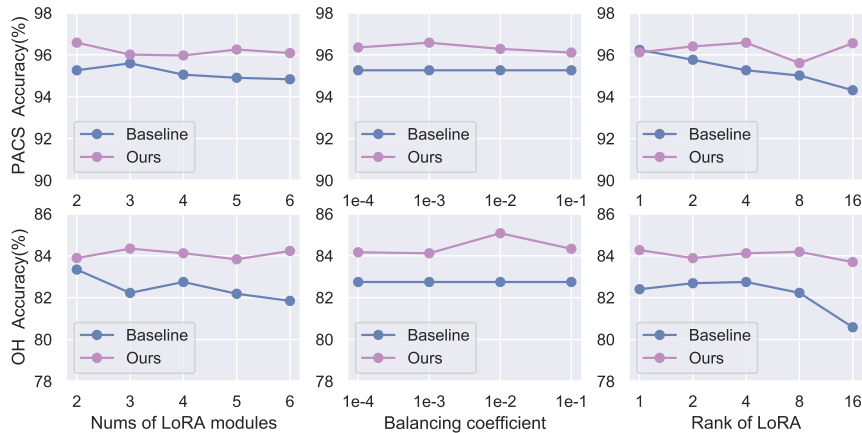 PACS Accuracy(%)
98
96
94
92
90
Baseline
Ours
2 3 4 5 6
98
96
94
92
90
Baseline
Ours
1e-4 1e-3 1e-2 1e-1
98
96
94
92
90
Baseline
Ours
1 2 4 8 16
OH Accuracy(%)
86
84
82
80
78
Baseline
Ours
2 3 4 5 6
Nums of LoRA modules
86
84
82
80
78
Baseline
Ours
1e-4 1e-3 1e-2 1e-1
Balancing coefficient
86
84
82
80
78
Baseline
Ours
1 2 4 8 16
Rank of LoRA